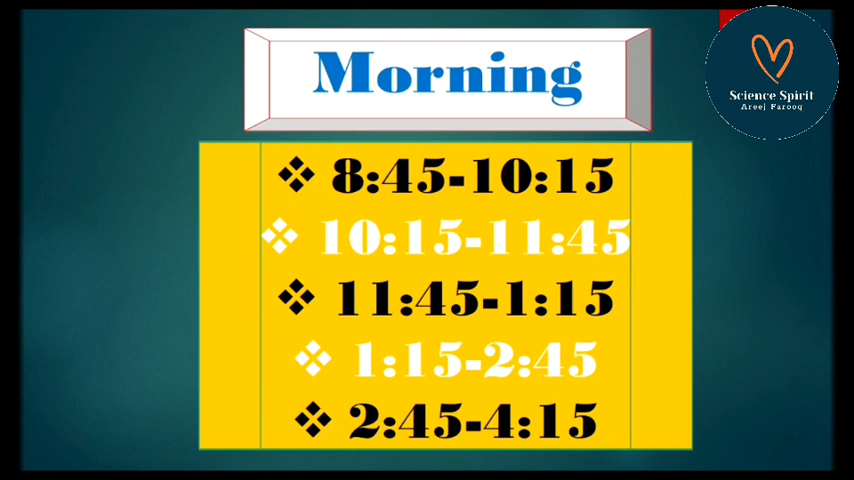 Morning
Science Spirit
Areej Farooq
❖ 8:45-10:15
❖ 10:15-11:45
❖ 11:45-1:15
❖ 1:15-2:45
❖ 2:45-4:15